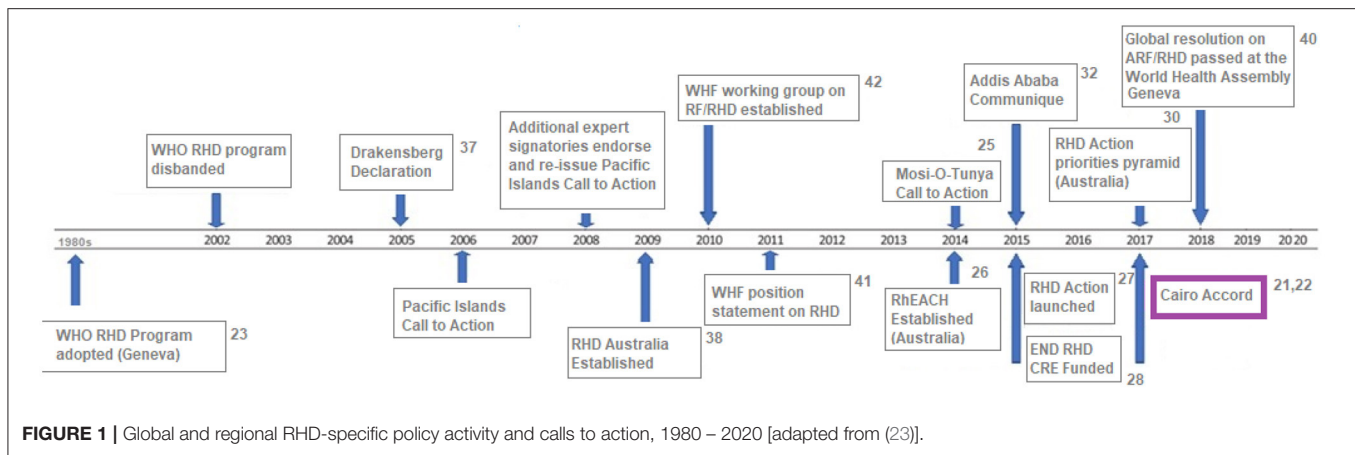 Global resolution on
ARF/RHD passed at the
World Health Assembly
Geneva
40
WHF working group on
RF/RHD established
42
Addis Ababa
Communique
32
WHO RHD program
disbanded
Drakensberg
Declaration
37
Additional expert
signatories endorse
and re-issue Pacific
Islands Call to Action
25
Mosi-O-Tunya
Call to Action
30
RHD Action
priorities pyramid
(Australia)
1980s 2002 2003 2004 2005 2006 2007 2008 2009 2010 2011 2012 2013 2014 2015 2016 2017 2018 2019 2020
WHO RHD Program
adopted (Geneva)
23
Pacific Islands
Call to Action
RHD Australia
Established
38
WHF position
statement on RHD
41
26
RhEACH
Established
(Australia)
RHD Action
launched
27
END RHD
CRE Funded
28
Cairo Accord
21,22
FIGURE 1 | Global and regional RHD-specific policy activity and calls to action, 1980 – 2020 [adapted from (23)].